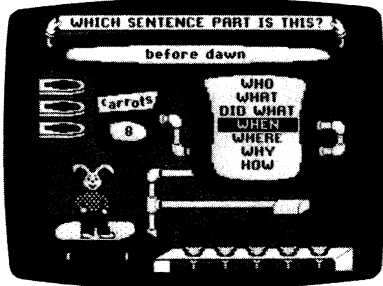 WHICH SENTENCE PART IS THIS?
before dawn
carrots
8
WHO
WHAT
DID WHAT
WHEN
WHERE
WHY
HOW